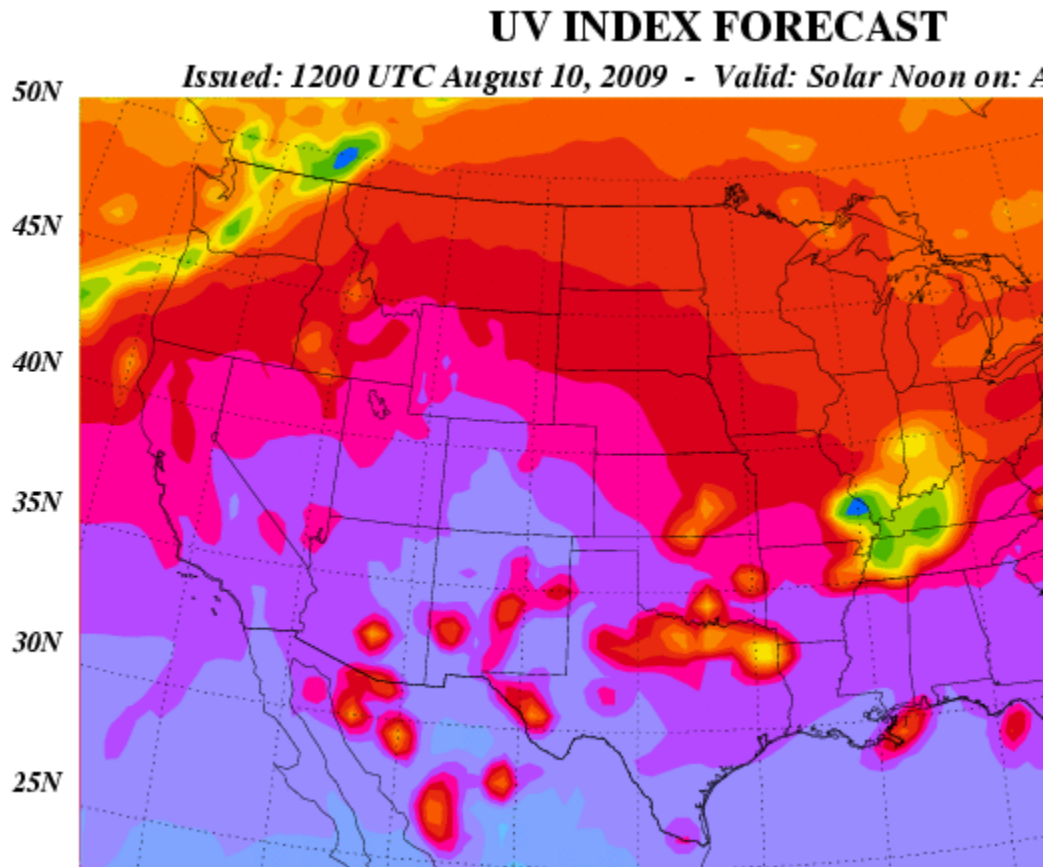 UV INDEX FORECAST
Issued: 1200 UTC August 10, 2009 - Valid: Solar Noon on: A
50N
45N
40N
35N
30N
25N